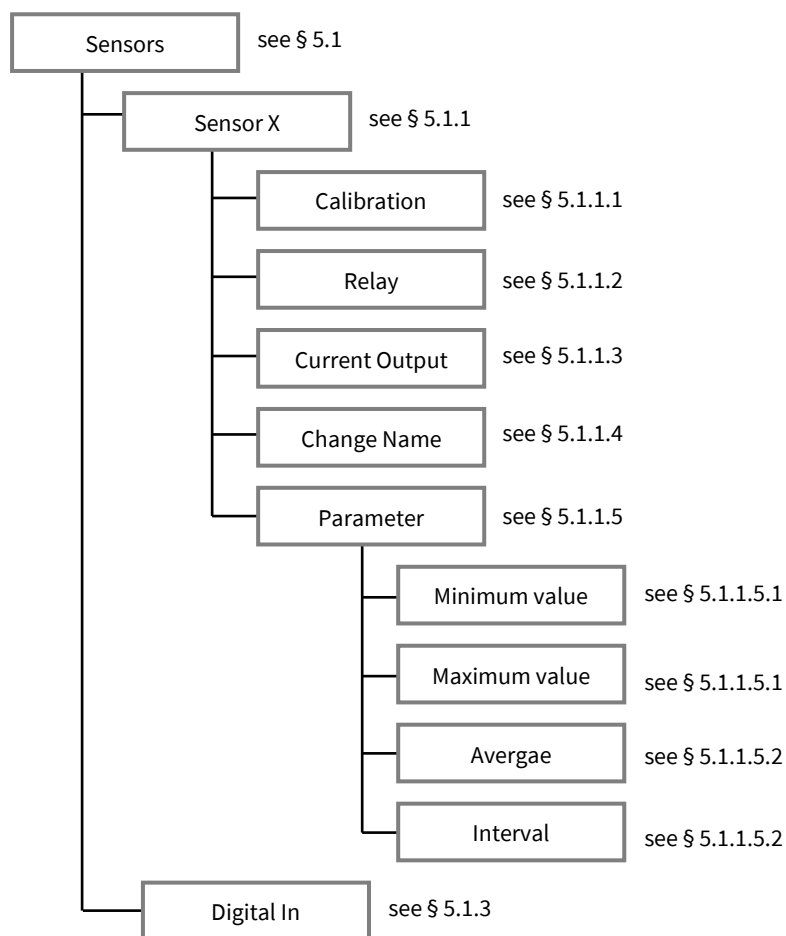 Sensors see § 5.1
Sensor X see § 5.1.1
Calibration see § 5.1.1.1
Relay see § 5.1.1.2
Current Output see § 5.1.1.3
Change Name see § 5.1.1.4
Parameter see § 5.1.1.5
Minimum value see § 5.1.1.5.1
Maximum value see § 5.1.1.5.1
Avergae see § 5.1.1.5.2
Interval see § 5.1.1.5.2
Digital In see § 5.1.3